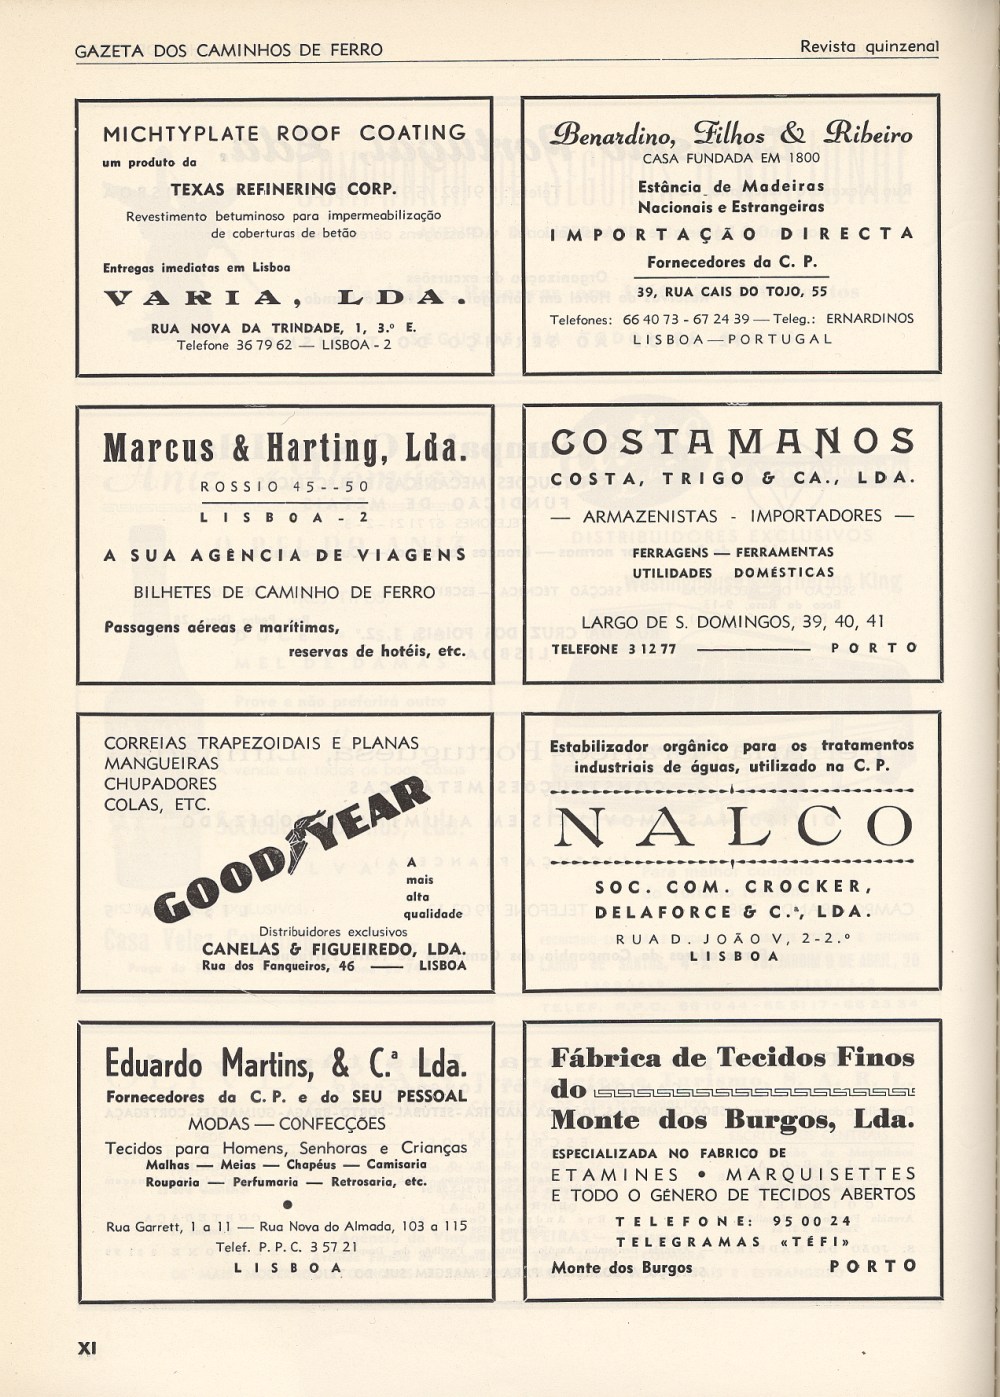 GAZETA DOS CAMINHOS DE FERRO
Revista quinzenal
MICHTYPLATE ROOF COATING
um produto da
TEXAS REFINERING CORP.
Revestimento betuminoso para impermeabilização
de coberturas de betão
Entregas imediatas em Lisboa
VARIA, LDA.
RUA NOVA DA TRINDADE, 1, 3.º E.
Telefone 36 79 62 — LISBOA - 2
Benardino, Filhos & Ribeiro
CASA FUNDADA EM 1800
Estância de Madeiras
Nacionais e Estrangeiras
IMPORTAÇÃO DIRECTA
Fornecedores da C. P.
39, RUA CAIS DO TOJO, 55
Telefones: 66 40 73 - 67 24 39 — Teleg.: ERNARDINOS
LISBOA — PORTUGAL
Marcus & Harting, Lda.
ROSSIO 45--50
LISBOA - 2
A SUA AGÊNCIA DE VIAGENS
BILHETES DE CAMINHO DE FERRO
Passagens aéreas e marítimas,
reservas de hotéis, etc.
COSTAMANOS
COSTA, TRIGO & CA., LDA.
— ARMAZENISTAS - IMPORTADORES —
FERRAGENS — FERRAMENTAS
UTILIDADES DOMÉSTICAS
LARGO DE S. DOMINGOS, 39, 40, 41
TELEFONE 3 12 77 — PORTO
CORREIAS TRAPEZOIDAIS E PLANAS
MANGUEIRAS
CHUPADORES
COLAS, ETC.
GOODYEAR
A
mais
alta
qualidade
Distribuidores exclusivos
CANELAS & FIGUEIREDO, LDA.
Rua dos Fanqueiros, 46 — LISBOA
Estabilizador orgânico para os tratamentos
industriais de águas, utilizado na C. P.
NALCO
SOC. COM. CROCKER,
DELAFORCE & C.ª, LDA.
RUA D. JOÃO V, 2-2.º
LISBOA
Eduardo Martins, & C.ª Lda.
Fornecedores da C. P. e do SEU PESSOAL
MODAS — CONFECÇÕES
Tecidos para Homens, Senhoras e Crianças
Malhas — Meias — Chapéus — Camisaria
Rouparia — Perfumaria — Retrosaria, etc.
Rua Garrett, 1 a 11 — Rua Nova do Almada, 103 a 115
Telef. P. P. C. 3 57 21
LISBOA
Fábrica de Tecidos Finos
do
Monte dos Burgos, Lda.
ESPECIALIZADA NO FABRICO DE
ETAMINES • MARQUISETTES
E TODO O GÉNERO DE TECIDOS ABERTOS
TELEFONE: 95 00 24
TELEGRAMAS «TÉFI»
Monte dos Burgos PORTO
XI